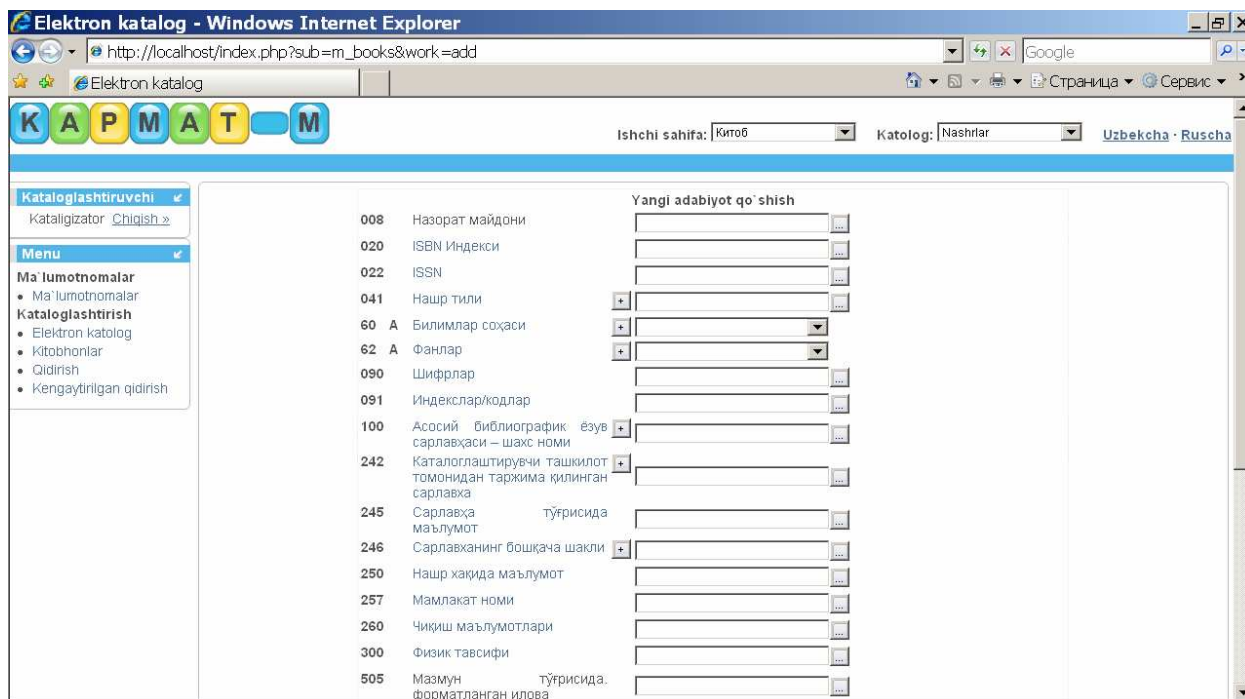 Elektron katalog - Windows Internet Explorer
http://localhost/index.php?sub=m_books&work=add
Google
Elektron katalog
Страница
Сервис
КАРМАТ-М
Ishchi sahifa: Китоб
Katolog: Nashrlar
Uzbekcha · Ruscha
Kataloglashtiruvchi
Kataligizator Chiqish »
Menu
Ma`lumotnomalar
• Ma`lumotnomalar
Kataloglashtirish
• Elektron katolog
• Kitobhonlar
• Qidirish
• Kengaytirilgan qidirish
Yangi adabiyot qo`shish
008 Назорат майдони ...
020 ISBN Индекси ...
022 ISSN ...
041 Нашр тили + ...
60 A Билимлар соҳаси +
62 A Фанлар +
090 Шифрлар ...
091 Индекслар/кодлар ...
100 Асосий библиографик ёзув + ...
сарлавҳаси – шахс номи
242 Каталоглаштирувчи ташкилот + ...
томонидан таржима қилинган
сарлавха
245 Сарлавҳа тўғрисида ...
маълумот
246 Сарлавханинг бошқача шакли + ...
250 Нашр хақида маълумот ...
257 Мамлакат номи ...
260 Чиқиш маълумотлари ...
300 Физик тавсифи ...
505 Мазмун тўғрисида. ...
форматланган илова